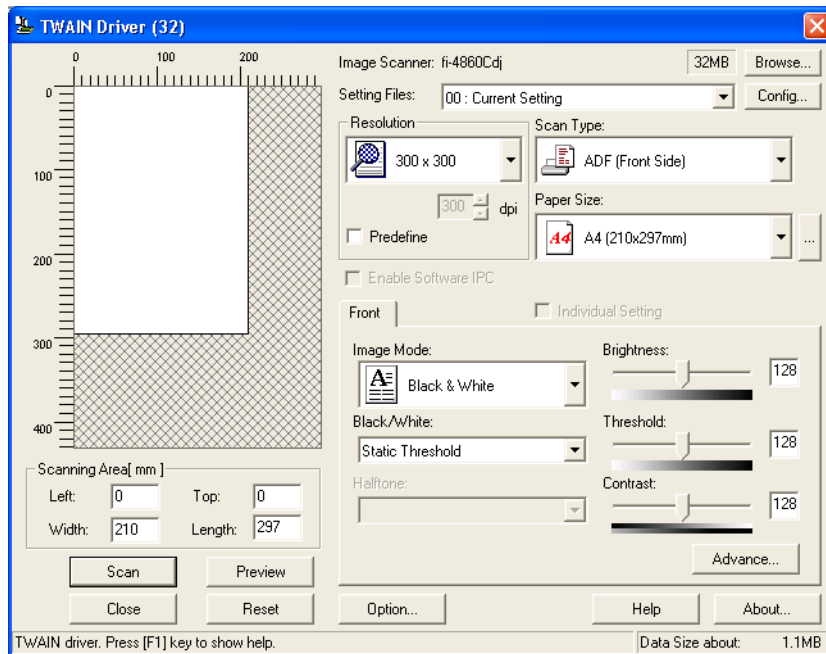 TWAIN Driver (32)
0 100 200
0
100
200
300
400
Image Scanner: fi-4860Cdj 32MB Browse...
Setting Files: 00 : Current Setting Config...
Resolution
300 x 300
300 dpi
Predefine
Scan Type:
ADF (Front Side)
Paper Size:
A4 A4 (210x297mm) ...
Enable Software IPC
Front Individual Setting
Image Mode:
Black & White
Black/White:
Static Threshold
Halftone:
Brightness:
128
Threshold:
128
Contrast:
128
Advance...
Scanning Area[ mm ]
Left: 0 Top: 0
Width: 210 Length: 297
Scan Preview
Close Reset Option... Help About...
TWAIN driver. Press [F1] key to show help. Data Size about: 1.1MB